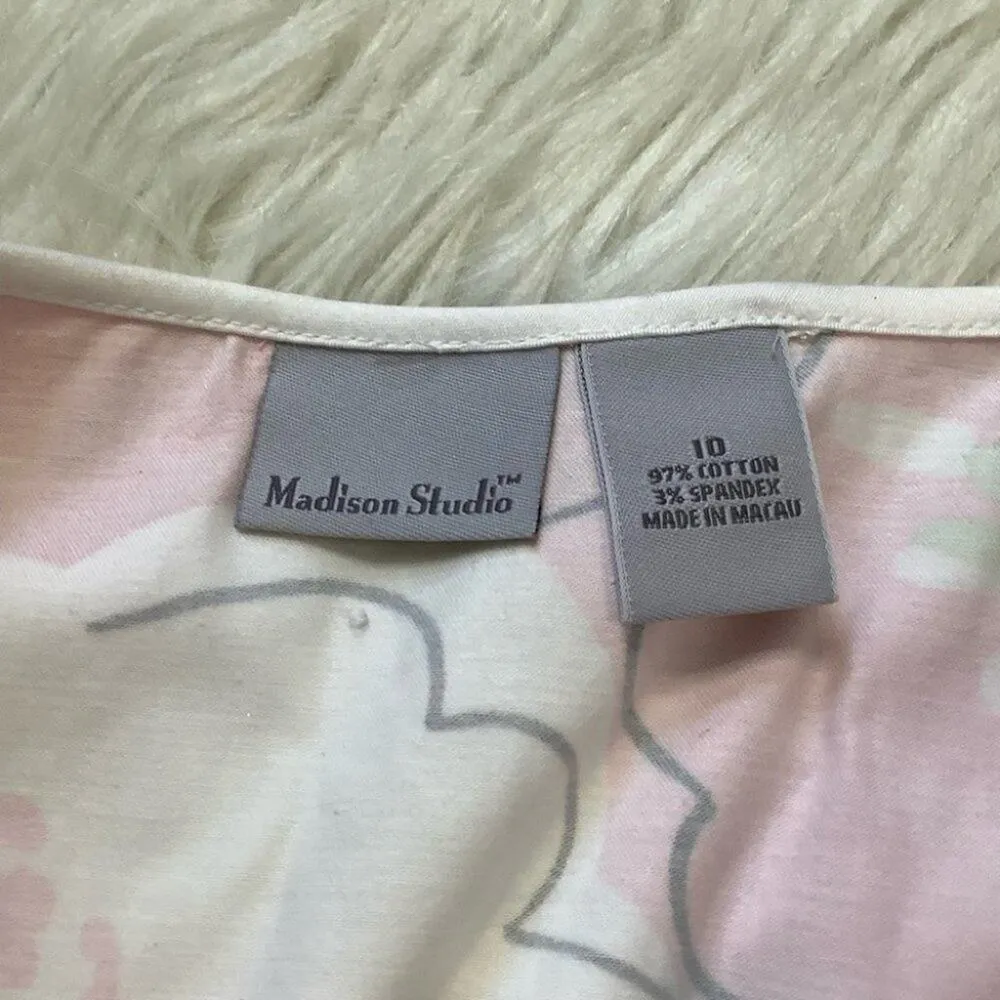 Madison Studio™
10
97% COTTON
3% SPANDEX
MADE IN MACAU